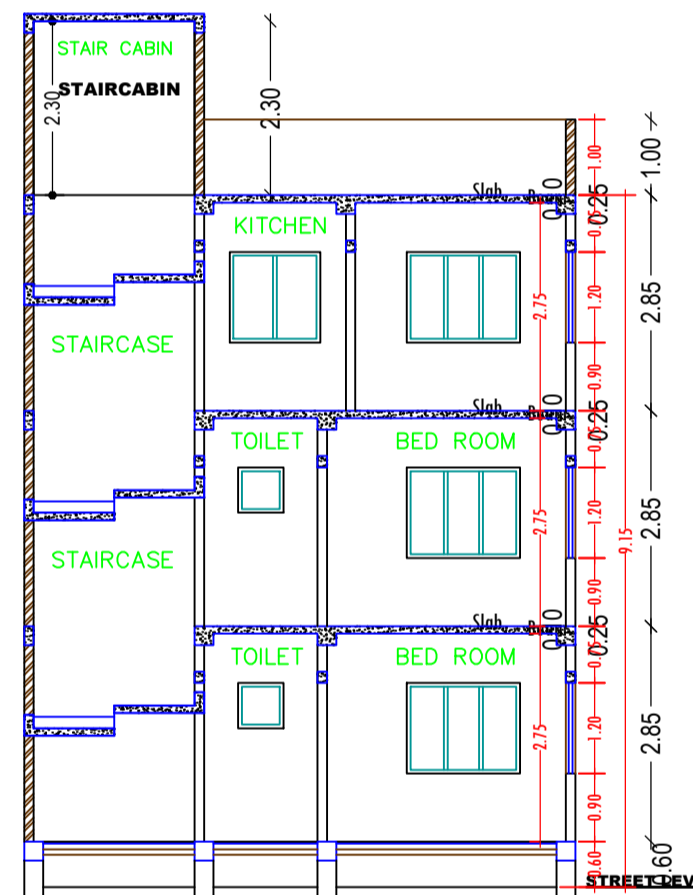 STAIR CABIN
STAIRCABIN
2.30
2.30
1.00
1.00
Slab
0.25
KITCHEN
2.75
1.20
2.85
0.90
STAIRCASE
Slab
0.25
TOILET
BED ROOM
2.75
1.20
2.85
0.90
9.15
STAIRCASE
Slab
0.25
TOILET
BED ROOM
2.75
1.20
2.85
0.90
0.60
0.60
STREET LEV